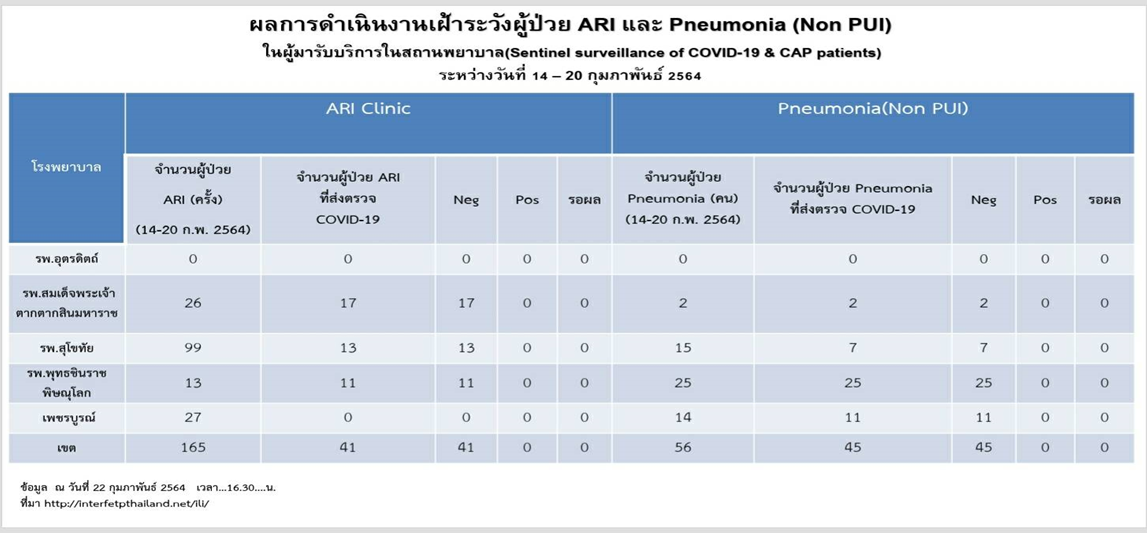 ผลการดำเนินงานเฝ้าระวังผู้ป่วย ARI และ Pneumonia (Non PUI)
ในผู้มารับบริการในสถานพยาบาล(Sentinel surveillance of COVID-19 & CAP patients)
ระหว่างวันที่ 14 – 20 กุมภาพันธ์ 2564
โรงพยาบาล
ARI Clinic
Pneumonia(Non PUI)
จำนวนผู้ป่วย
ARI (ครั้ง)
(14-20 ก.พ. 2564)
จำนวนผู้ป่วย ARI
ที่ส่งตรวจ
COVID-19
Neg
Pos
รอผล
จำนวนผู้ป่วย
Pneumonia (คน)
(14-20 ก.พ. 2564)
จำนวนผู้ป่วย Pneumonia
ที่ส่งตรวจ COVID-19
Neg
Pos
รอผล
รพ.อุตรดิตถ์ 0 0 0 0 0 0 0 0 0 0
รพ.สมเด็จพระเจ้า
ตากตากสินมหาราช 26 17 17 0 0 2 2 2 0 0
รพ.สุโขทัย 99 13 13 0 0 15 7 7 0 0
รพ.พุทธชินราช
พิษณุโลก 13 11 11 0 0 25 25 25 0 0
เพชรบูรณ์ 27 0 0 0 0 14 11 11 0 0
เขต 165 41 41 0 0 56 45 45 0 0
ข้อมูล ณ วันที่ 22 กุมภาพันธ์ 2564 เวลา...16.30....น.
ที่มา http://interfetpthailand.net/ili/